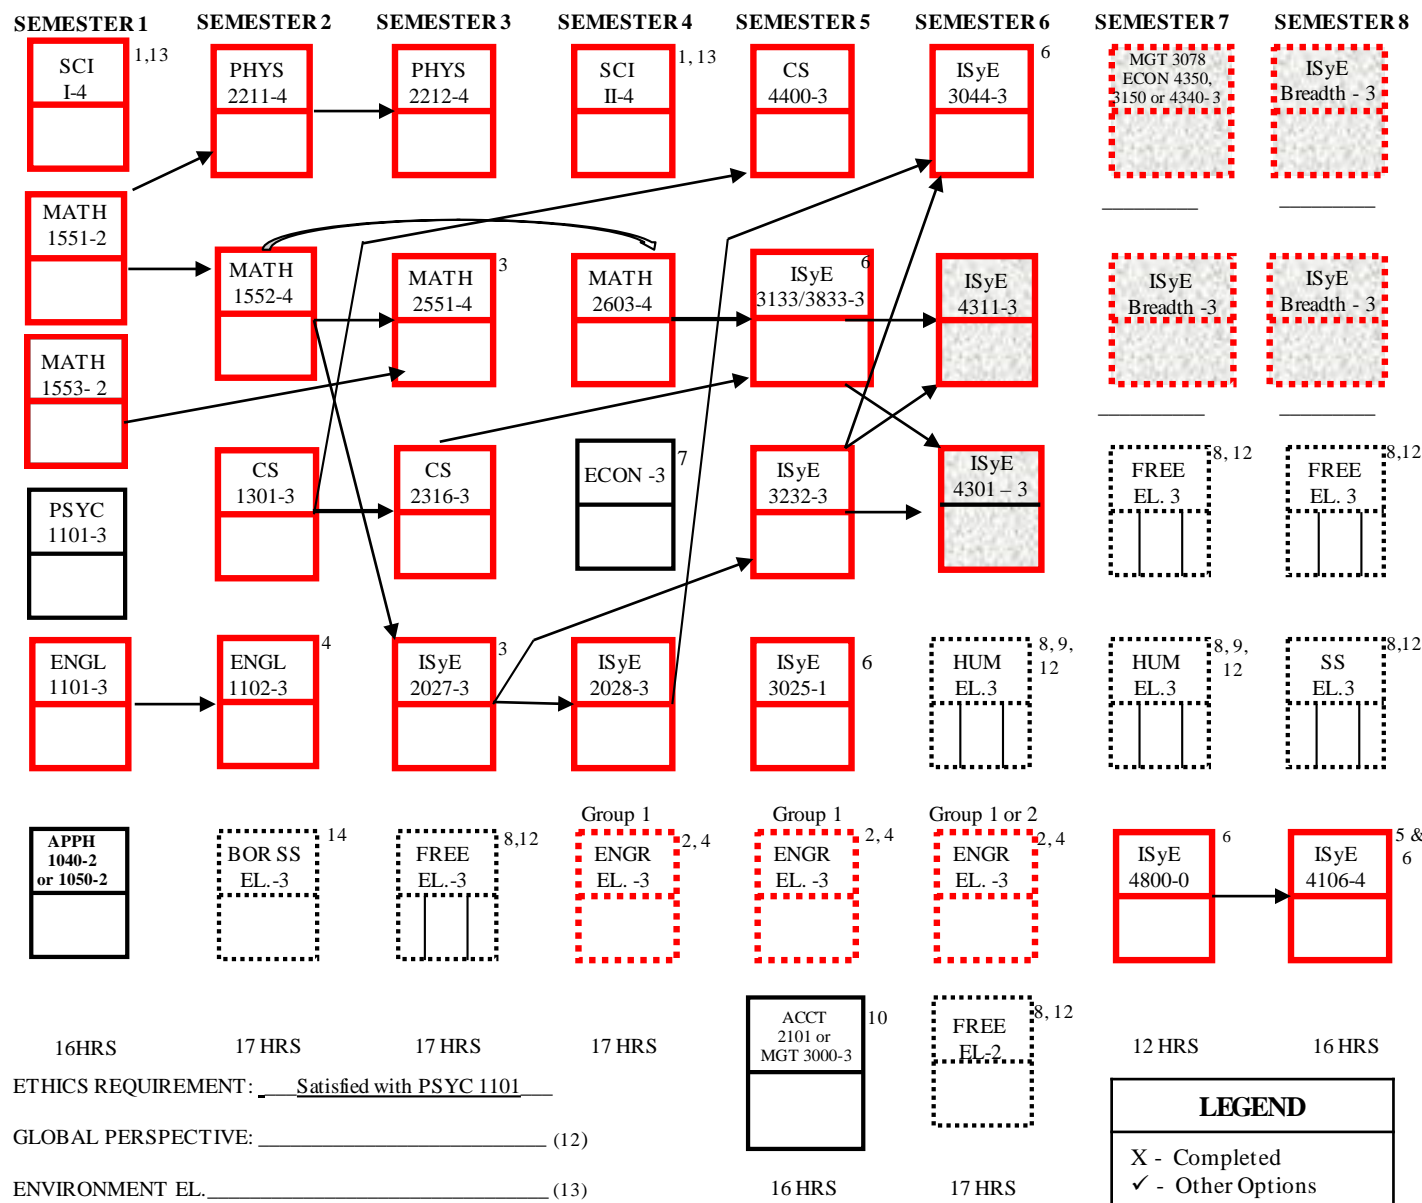 SEMESTER 1 SEMESTER 2 SEMESTER 3 SEMESTER 4 SEMESTER 5 SEMESTER 6 SEMESTER 7 SEMESTER 8
SCI
I-4
1,13
PHYS
2211-4
PHYS
2212-4
SCI
II-4
1, 13
CS
4400-3
ISyE
3044-3
6
MGT 3078
ECON 4350,
3150 or 4340- 3
ISyE
Breadth - 3
MATH
1551-2
MATH
1552-4
MATH
2551-4
3
MATH
2603-4
ISyE
3133/3833-3
6
ISyE
4311-3
ISyE
Breadth -3
ISyE
Breadth - 3
MATH
1553- 2
PSYC
1101-3
CS
1301-3
CS
2316-3
ECON -3
7
ISyE
3232-3
ISyE
4301 – 3
FREE
EL. 3
8, 12
FREE
EL. 3
8,12
ENGL
1101-3
ENGL
1102-3
4
ISyE
2027-3
3
ISyE
2028-3
ISyE
3025-1
6
HUM
EL.3
8, 9,
12
HUM
EL.3
8, 9,
12
SS
EL.3
8,12
APPH
1040-2
or 1050-2
BOR SS
EL.-3
14
FREE
EL.-3
8,12
Group 1
ENGR
EL. -3
2, 4
Group 1
ENGR
EL. -3
2, 4
Group 1 or 2
ENGR
EL. -3
2, 4
ISyE
4800-0
6
ISyE
4106-4
5 &
6
ACCT
2101 or
MGT 3000-3
10
FREE
EL-2
8, 12
16HRS 17 HRS 17 HRS 17 HRS 12 HRS 16 HRS
ETHICS REQUIREMENT: ____Satisfied with PSYC 1101___
GLOBAL PERSPECTIVE: ___________________________ (12)
ENVIRONMENT EL.________________________________ (13)
16 HRS 17 HRS
LEGEND
X - Completed
✓ - Other Options